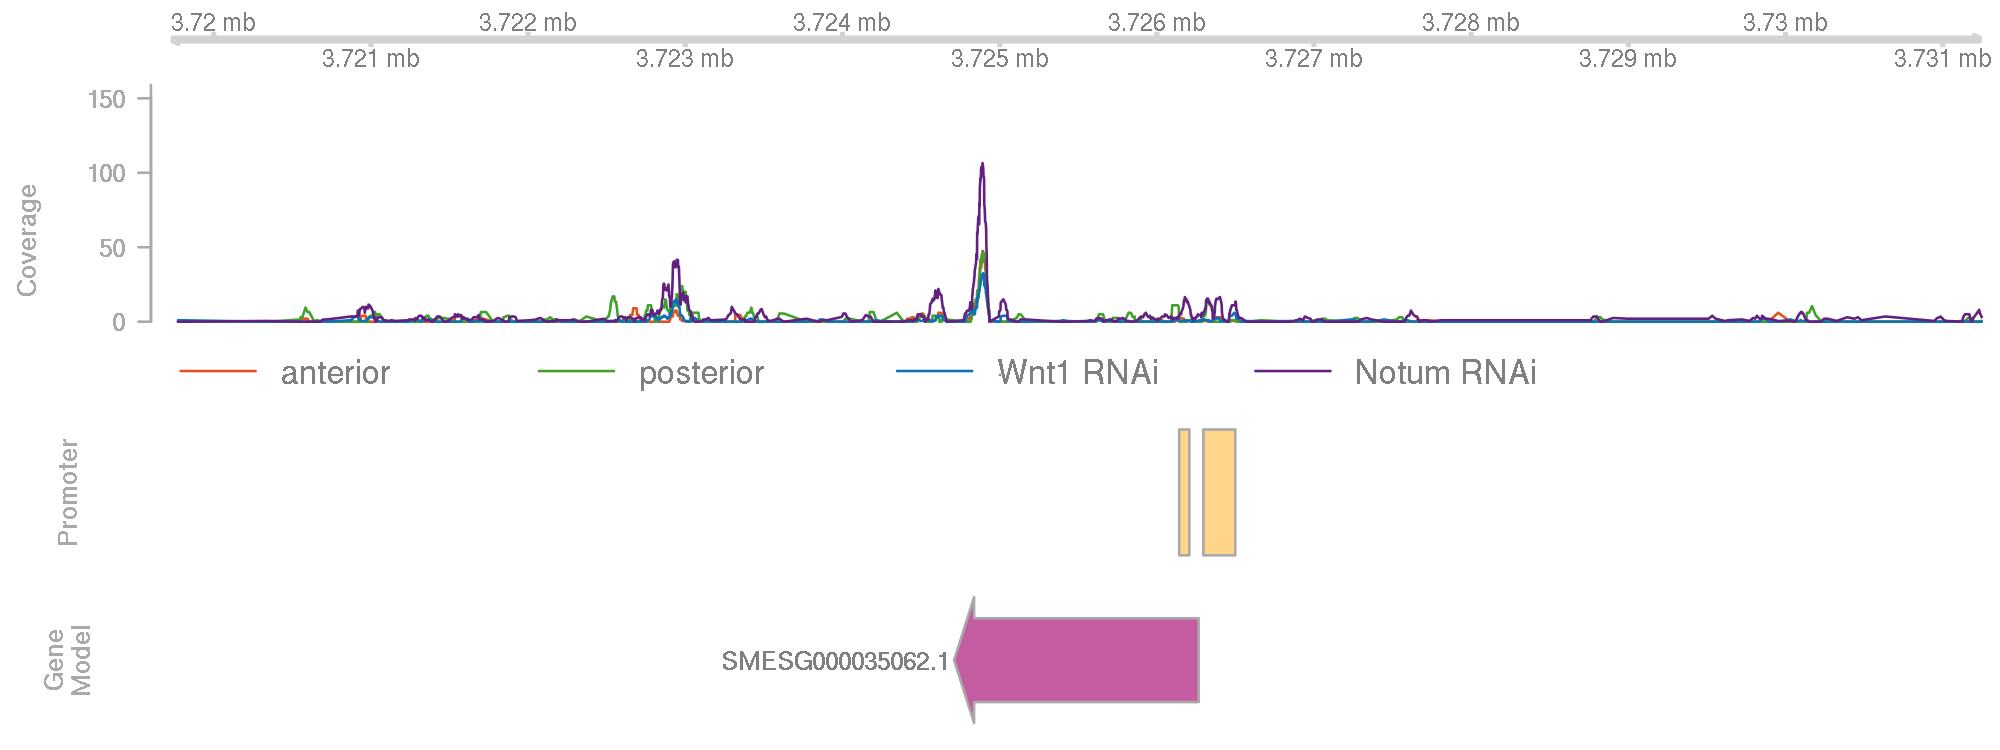 3.72 mb 3.722 mb 3.724 mb 3.726 mb 3.728 mb 3.73 mb
3.721 mb 3.723 mb 3.725 mb 3.727 mb 3.729 mb 3.731 mb
Coverage
150
100
50
0
anterior posterior Wnt1 RNAi Notum RNAi
Promoter
Gene
Model
SMESG000035062.1